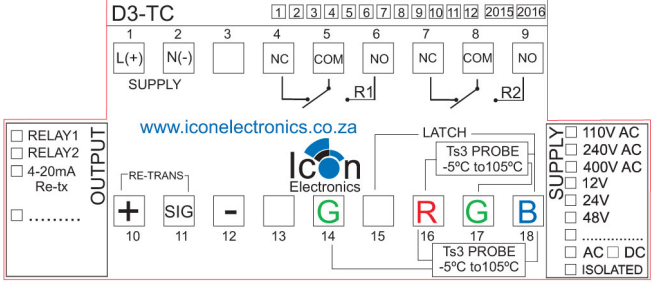 D3-TC 1 2 3 4 5 6 7 8 9 10 11 12 2015 2016
1 2 3 4 5 6 7 8 9
L(+) N(-) NC COM NO NC COM NO
SUPPLY
R1 R2
www.iconelectronics.co.za
LATCH
OUTPUT
RELAY1
RELAY2
4-20mA
Re-tx
.........
RE-TRANS
Icon
Electronics
Ts3 PROBE
-5ºC to105ºC
+ SIG - G R G B
10 11 12 13 14 15 16 17 18
Ts3 PROBE
-5ºC to105ºC
SUPPLY
110V AC
240V AC
400V AC
12V
24V
48V
..............
AC DC
ISOLATED